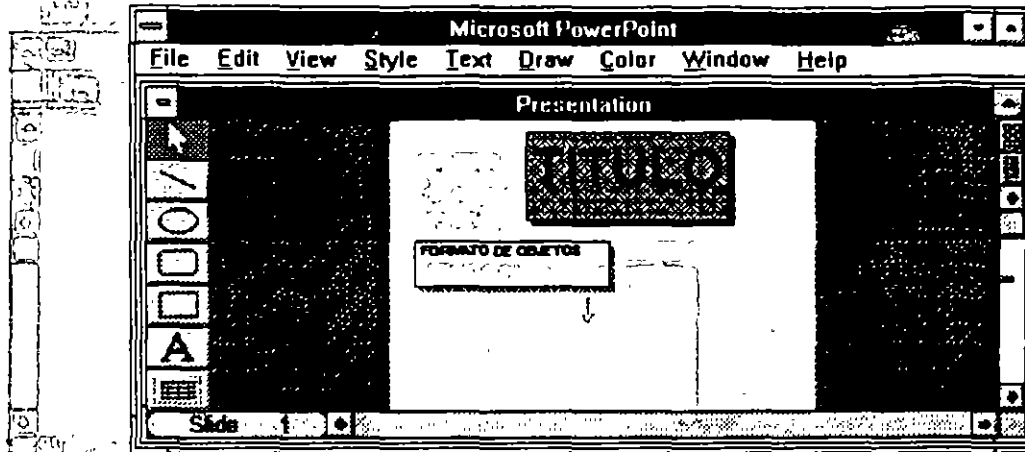 Microsoft PowerPoint
File Edit View Style Text Draw Color Window Help
Presentation
TITULO
FORMATO DE OBJETOS
A
Slide 1